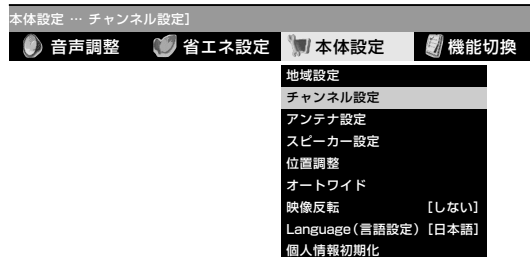 本体設定 … チャンネル設定]
音声調整 省エネ設定 本体設定 機能切換
地域設定
チャンネル設定
アンテナ設定
スピーカー設定
位置調整
オートワイド
映像反転 [しない]
Language(言語設定) [日本語]
個人情報初期化